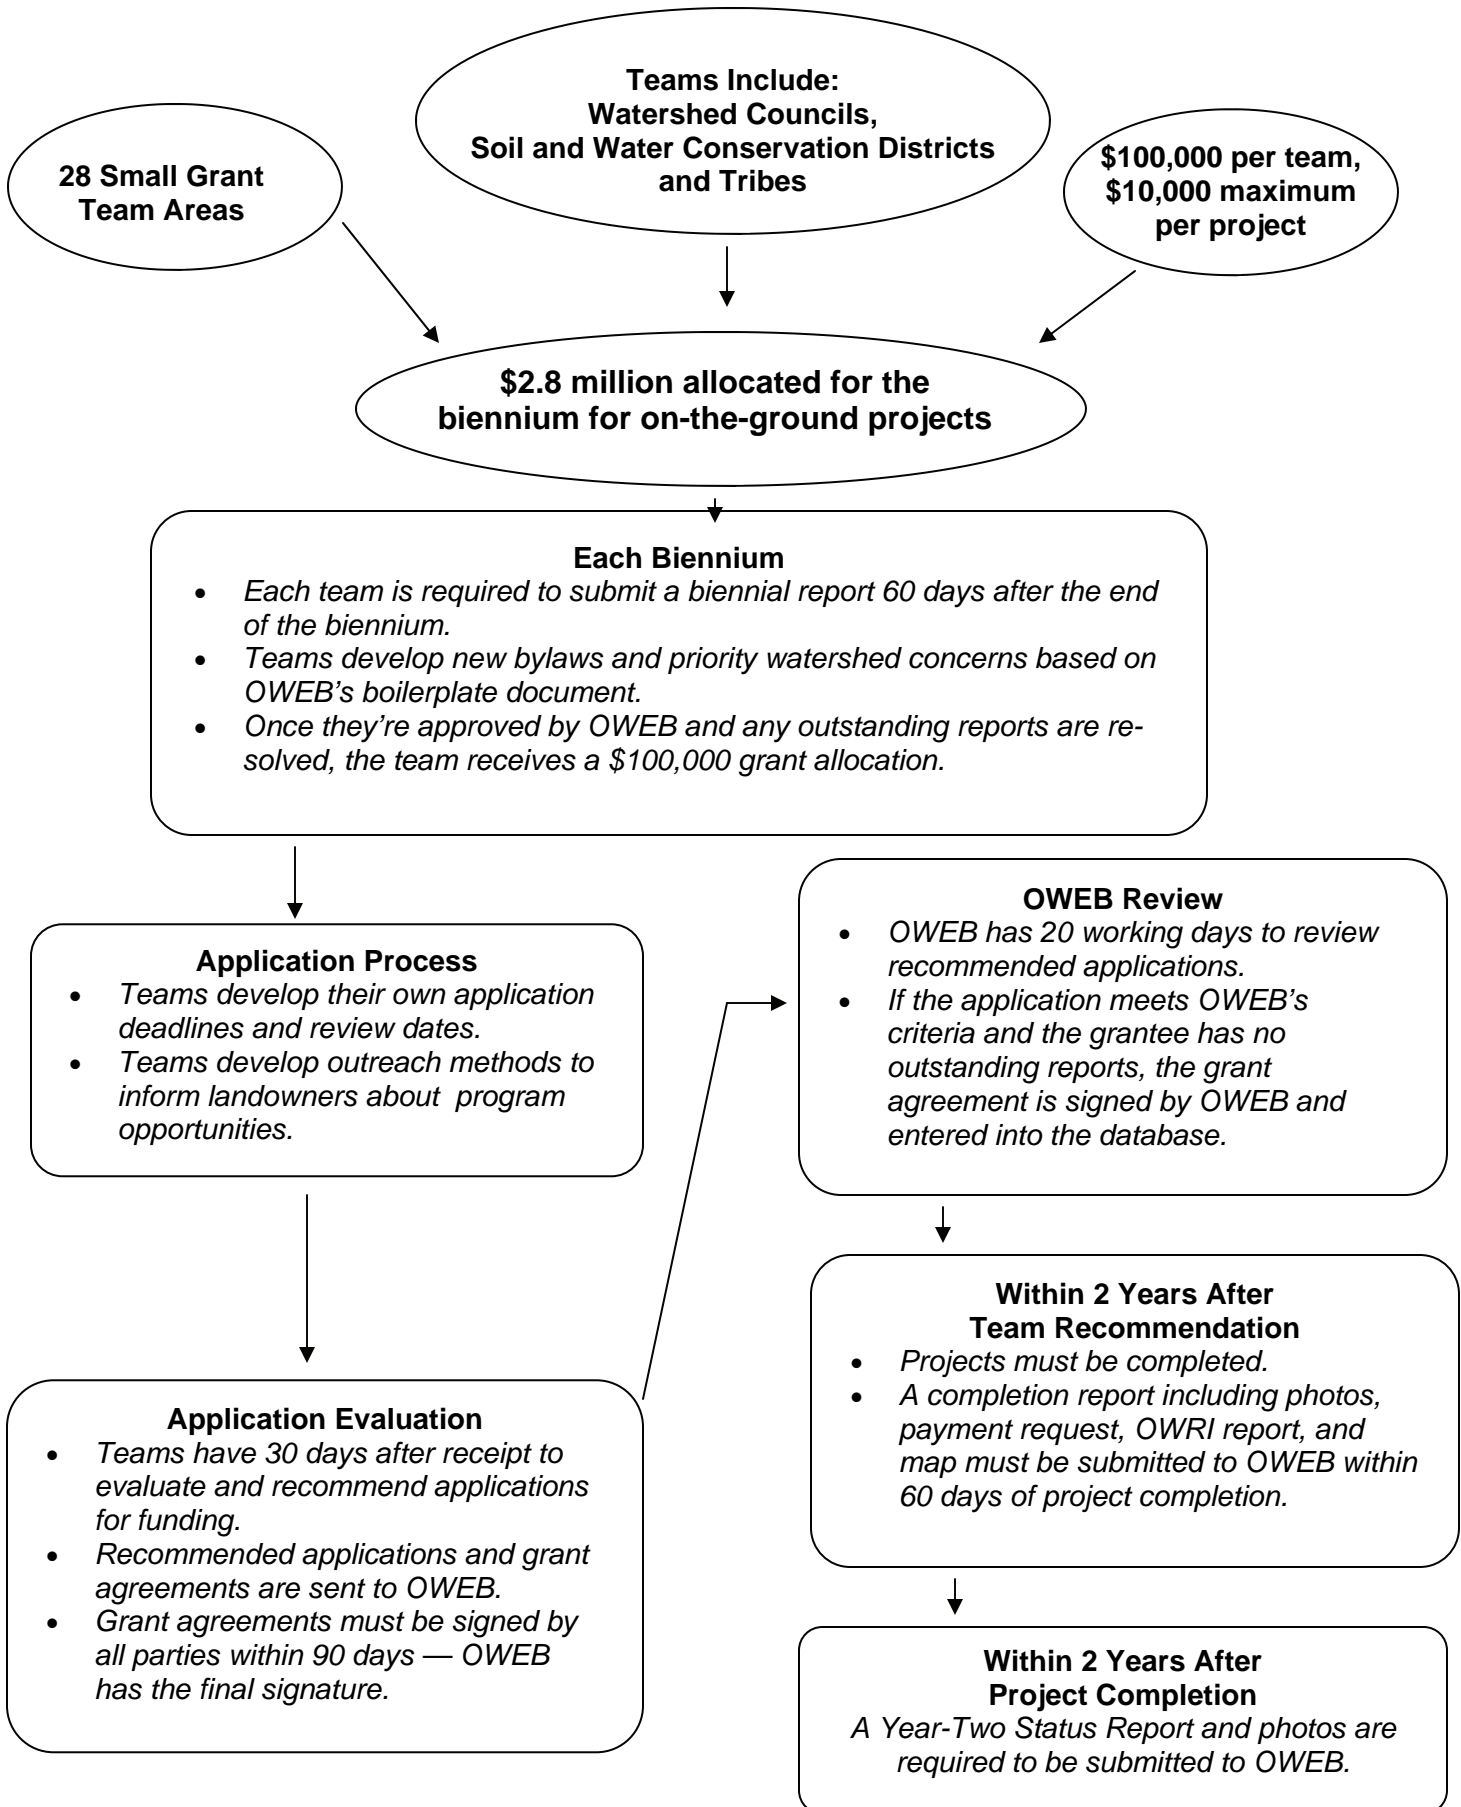 Teams Include:
Watershed Councils,
Soil and Water Conservation Districts
and Tribes
28 Small Grant
Team Areas
$100,000 per team,
$10,000 maximum
per project
$2.8 million allocated for the
biennium for on-the-ground projects
Each Biennium
• Each team is required to submit a biennial report 60 days after the end
of the biennium.
• Teams develop new bylaws and priority watershed concerns based on
OWEB’s boilerplate document.
• Once they’re approved by OWEB and any outstanding reports are re-
solved, the team receives a $100,000 grant allocation.
Application Process
• Teams develop their own application
deadlines and review dates.
• Teams develop outreach methods to
inform landowners about program
opportunities.
Application Evaluation
• Teams have 30 days after receipt to
evaluate and recommend applications
for funding.
• Recommended applications and grant
agreements are sent to OWEB.
• Grant agreements must be signed by
all parties within 90 days — OWEB
has the final signature.
OWEB Review
• OWEB has 20 working days to review
recommended applications.
• If the application meets OWEB’s
criteria and the grantee has no
outstanding reports, the grant
agreement is signed by OWEB and
entered into the database.
Within 2 Years After
Team Recommendation
• Projects must be completed.
• A completion report including photos,
payment request, OWRI report, and
map must be submitted to OWEB within
60 days of project completion.
Within 2 Years After
Project Completion
A Year-Two Status Report and photos are
required to be submitted to OWEB.